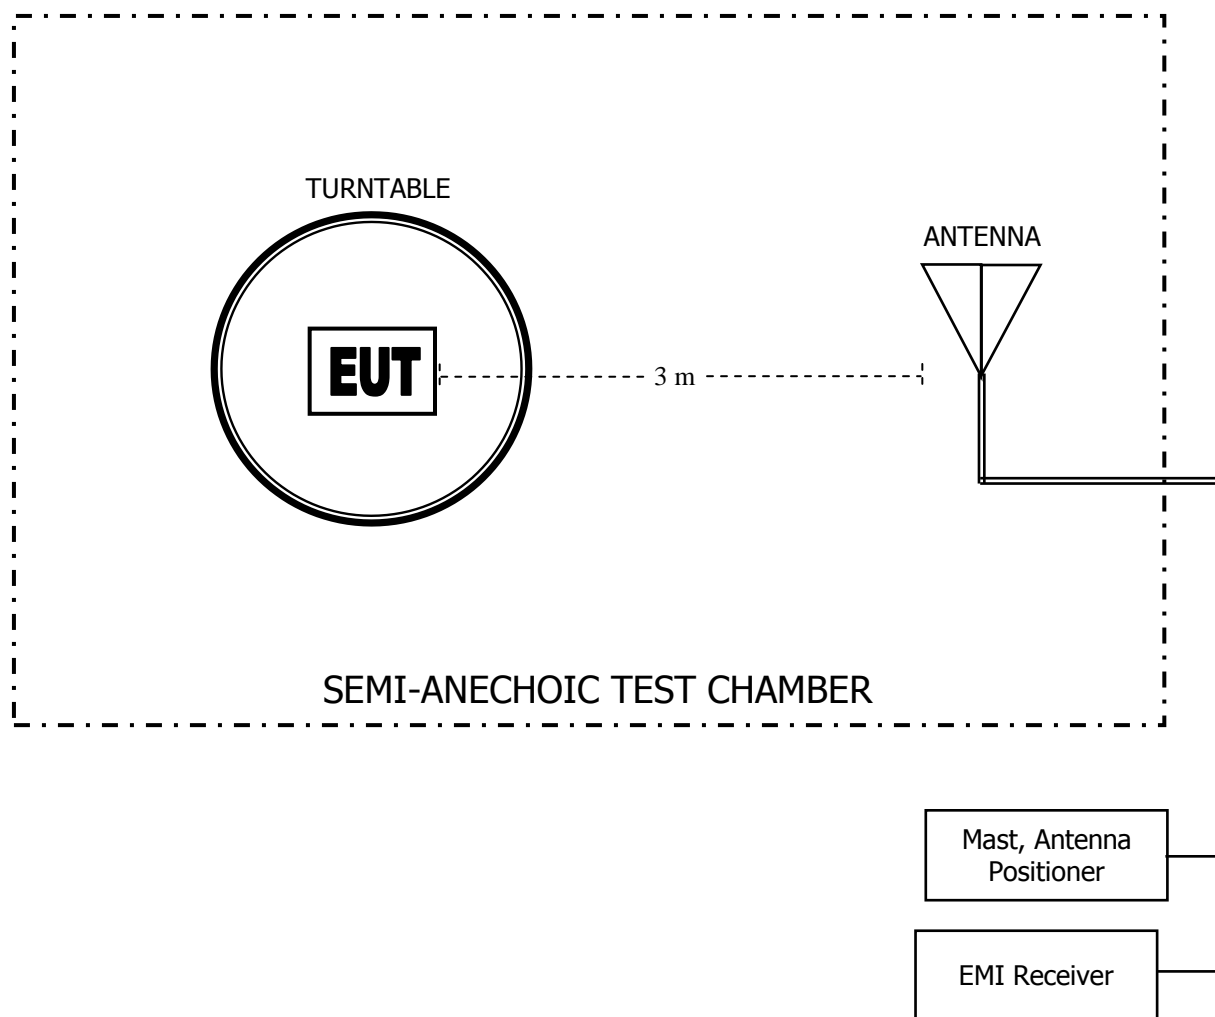 TURNTABLE
ANTENNA
EUT
3 m
SEMI-ANECHOIC TEST CHAMBER
Mast, Antenna
Positioner
EMI Receiver